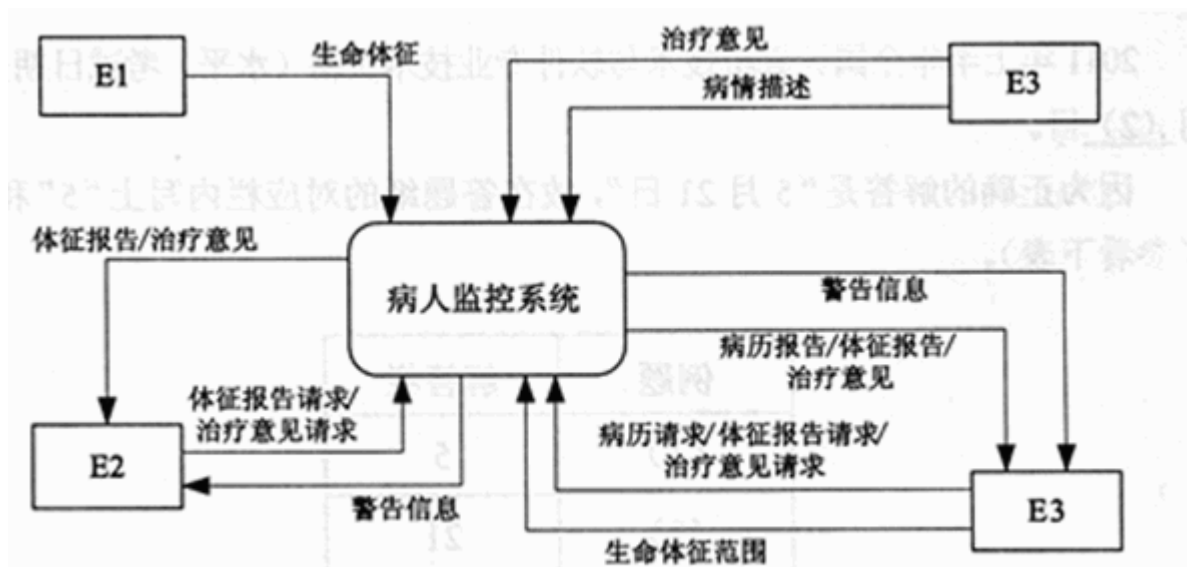 E1
生命体征
治疗意见
病情描述
E3
体征报告/治疗意见
病人监控系统
警告信息
病历报告/体征报告/
治疗意见
体征报告请求/
治疗意见请求
E2
警告信息
病历请求/体征报告请求/
治疗意见请求
生命体征范围
E3